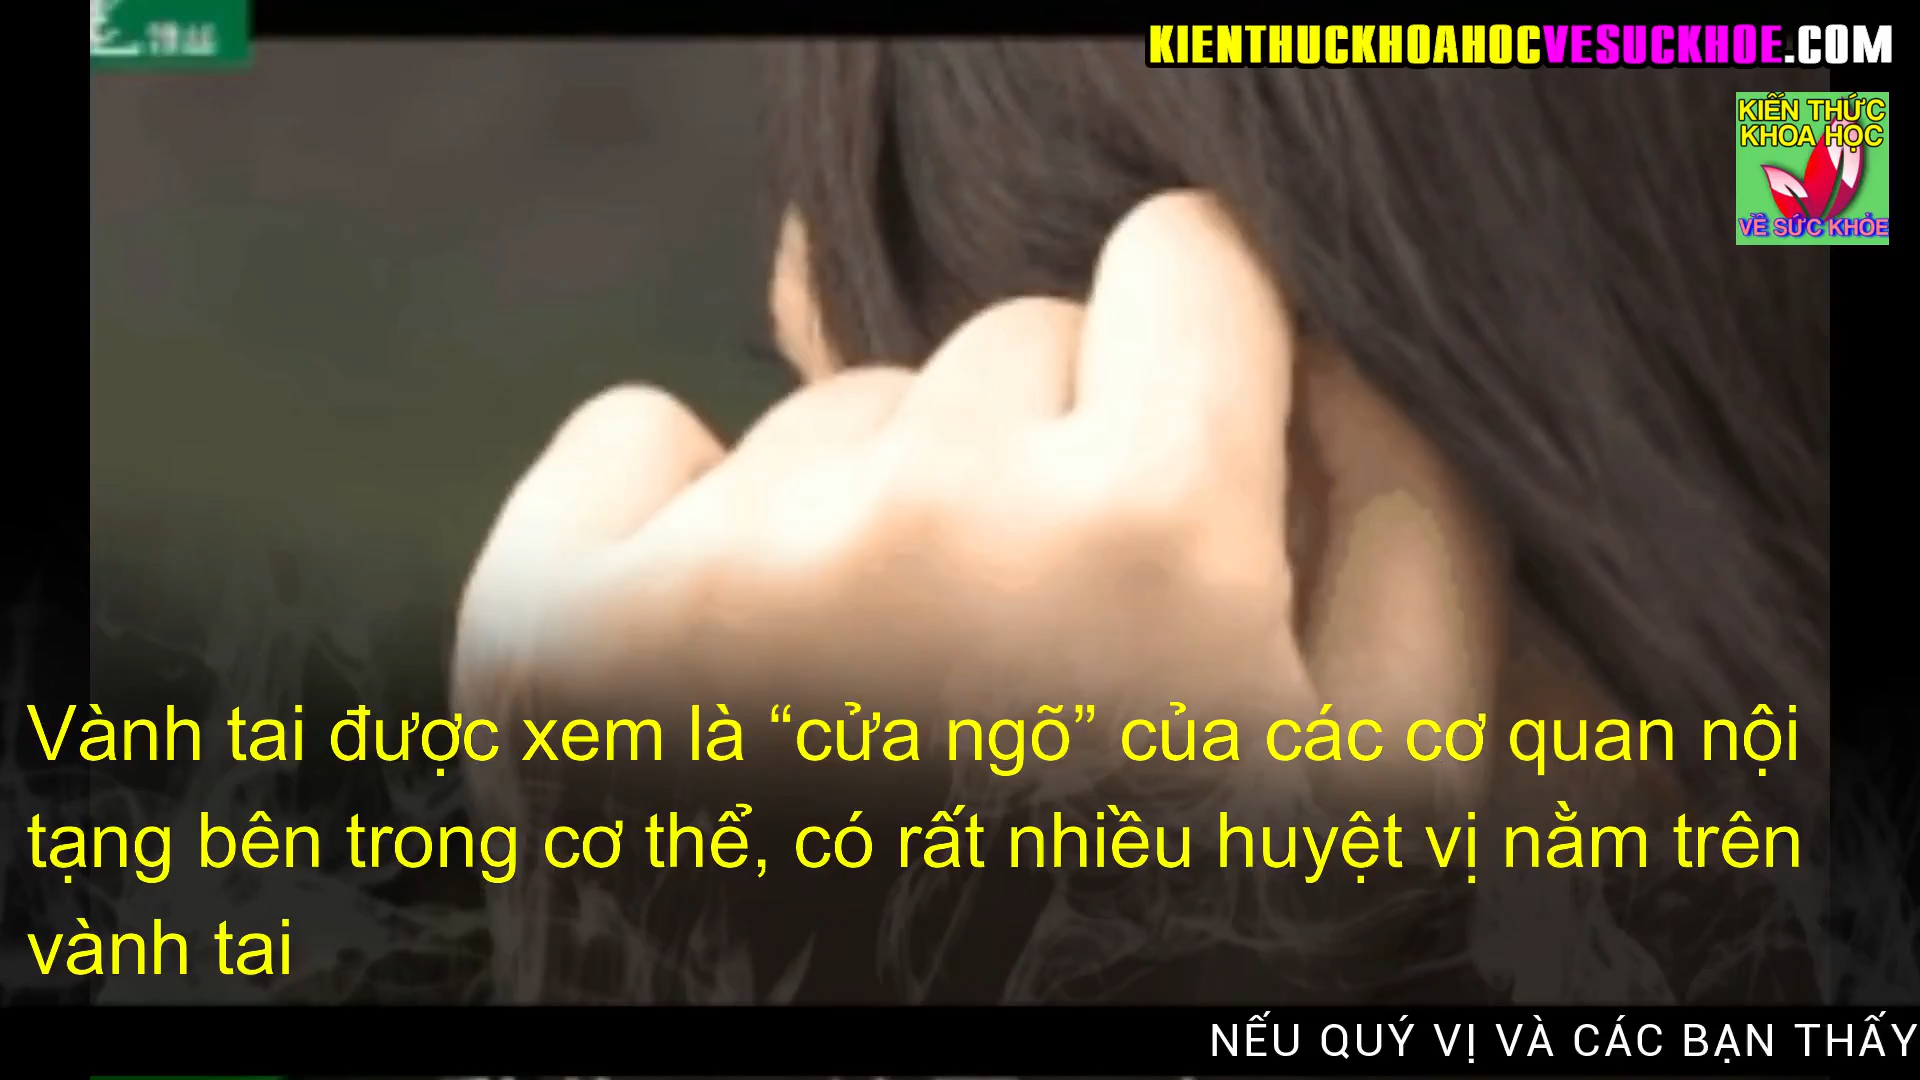 KIENTHUCKHOAHOCVESUCKHOE.COM
KIẾN THỨC
KHOA HỌC
VỀ SỨC KHỎE
Vành tai được xem là “cửa ngõ” của các cơ quan nội
tạng bên trong cơ thể, có rất nhiều huyệt vị nằm trên
vành tai
NẾU QUÝ VỊ VÀ CÁC BẠN THẤY